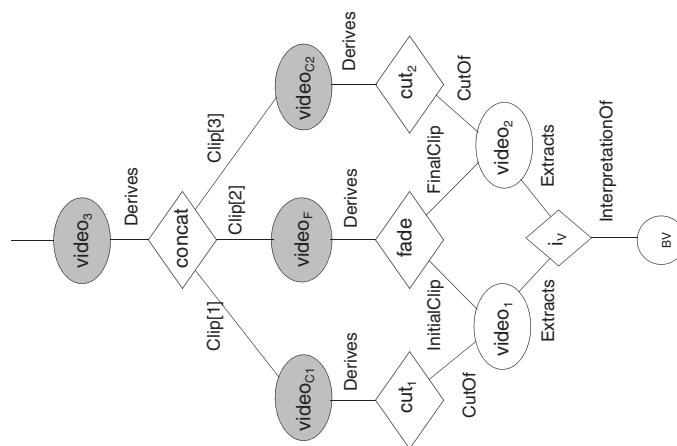 video3
Derives
concat
Clip[1]
Clip[2]
Clip[3]
videoC1
videoF
videoC2
Derives
Derives
Derives
cut1
fade
cut2
CutOf
InitialClip
FinalClip
CutOf
video1
video2
Extracts
Extracts
iV
InterpretationOf
BV